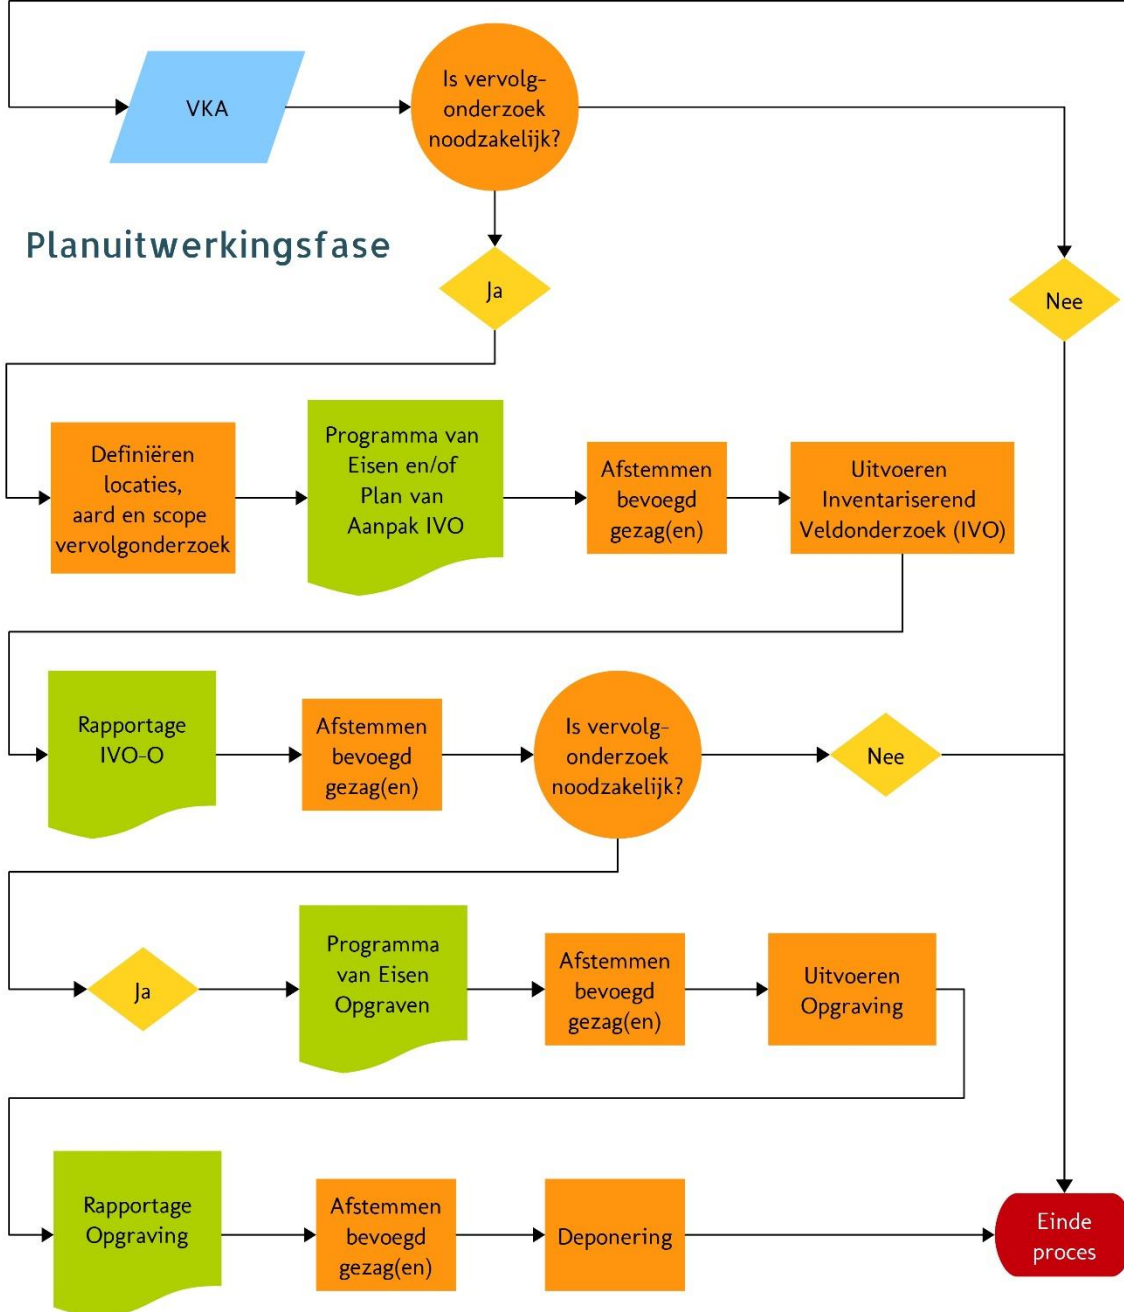 VKA
Is vervolg-
onderzoek
noodzakelijk?
Planuitwerkingsfase
Ja
Nee
Definiëren
locaties,
aard en scope
vervolgonderzoek
Programma van
Eisen en/of
Plan van
Aanpak IVO
Afstemmen
bevoegd
gezag(en)
Uitvoeren
Inventariserend
Veldonderzoek (IVO)
Rapportage
IVO-O
Afstemmen
bevoegd
gezag(en)
Is vervolg-
onderzoek
noodzakelijk?
Nee
Ja
Programma
van Eisen
Opgraven
Afstemmen
bevoegd
gezag(en)
Uitvoeren
Opgraving
Rapportage
Opgraving
Afstemmen
bevoegd
gezag(en)
Deponering
Einde
proces